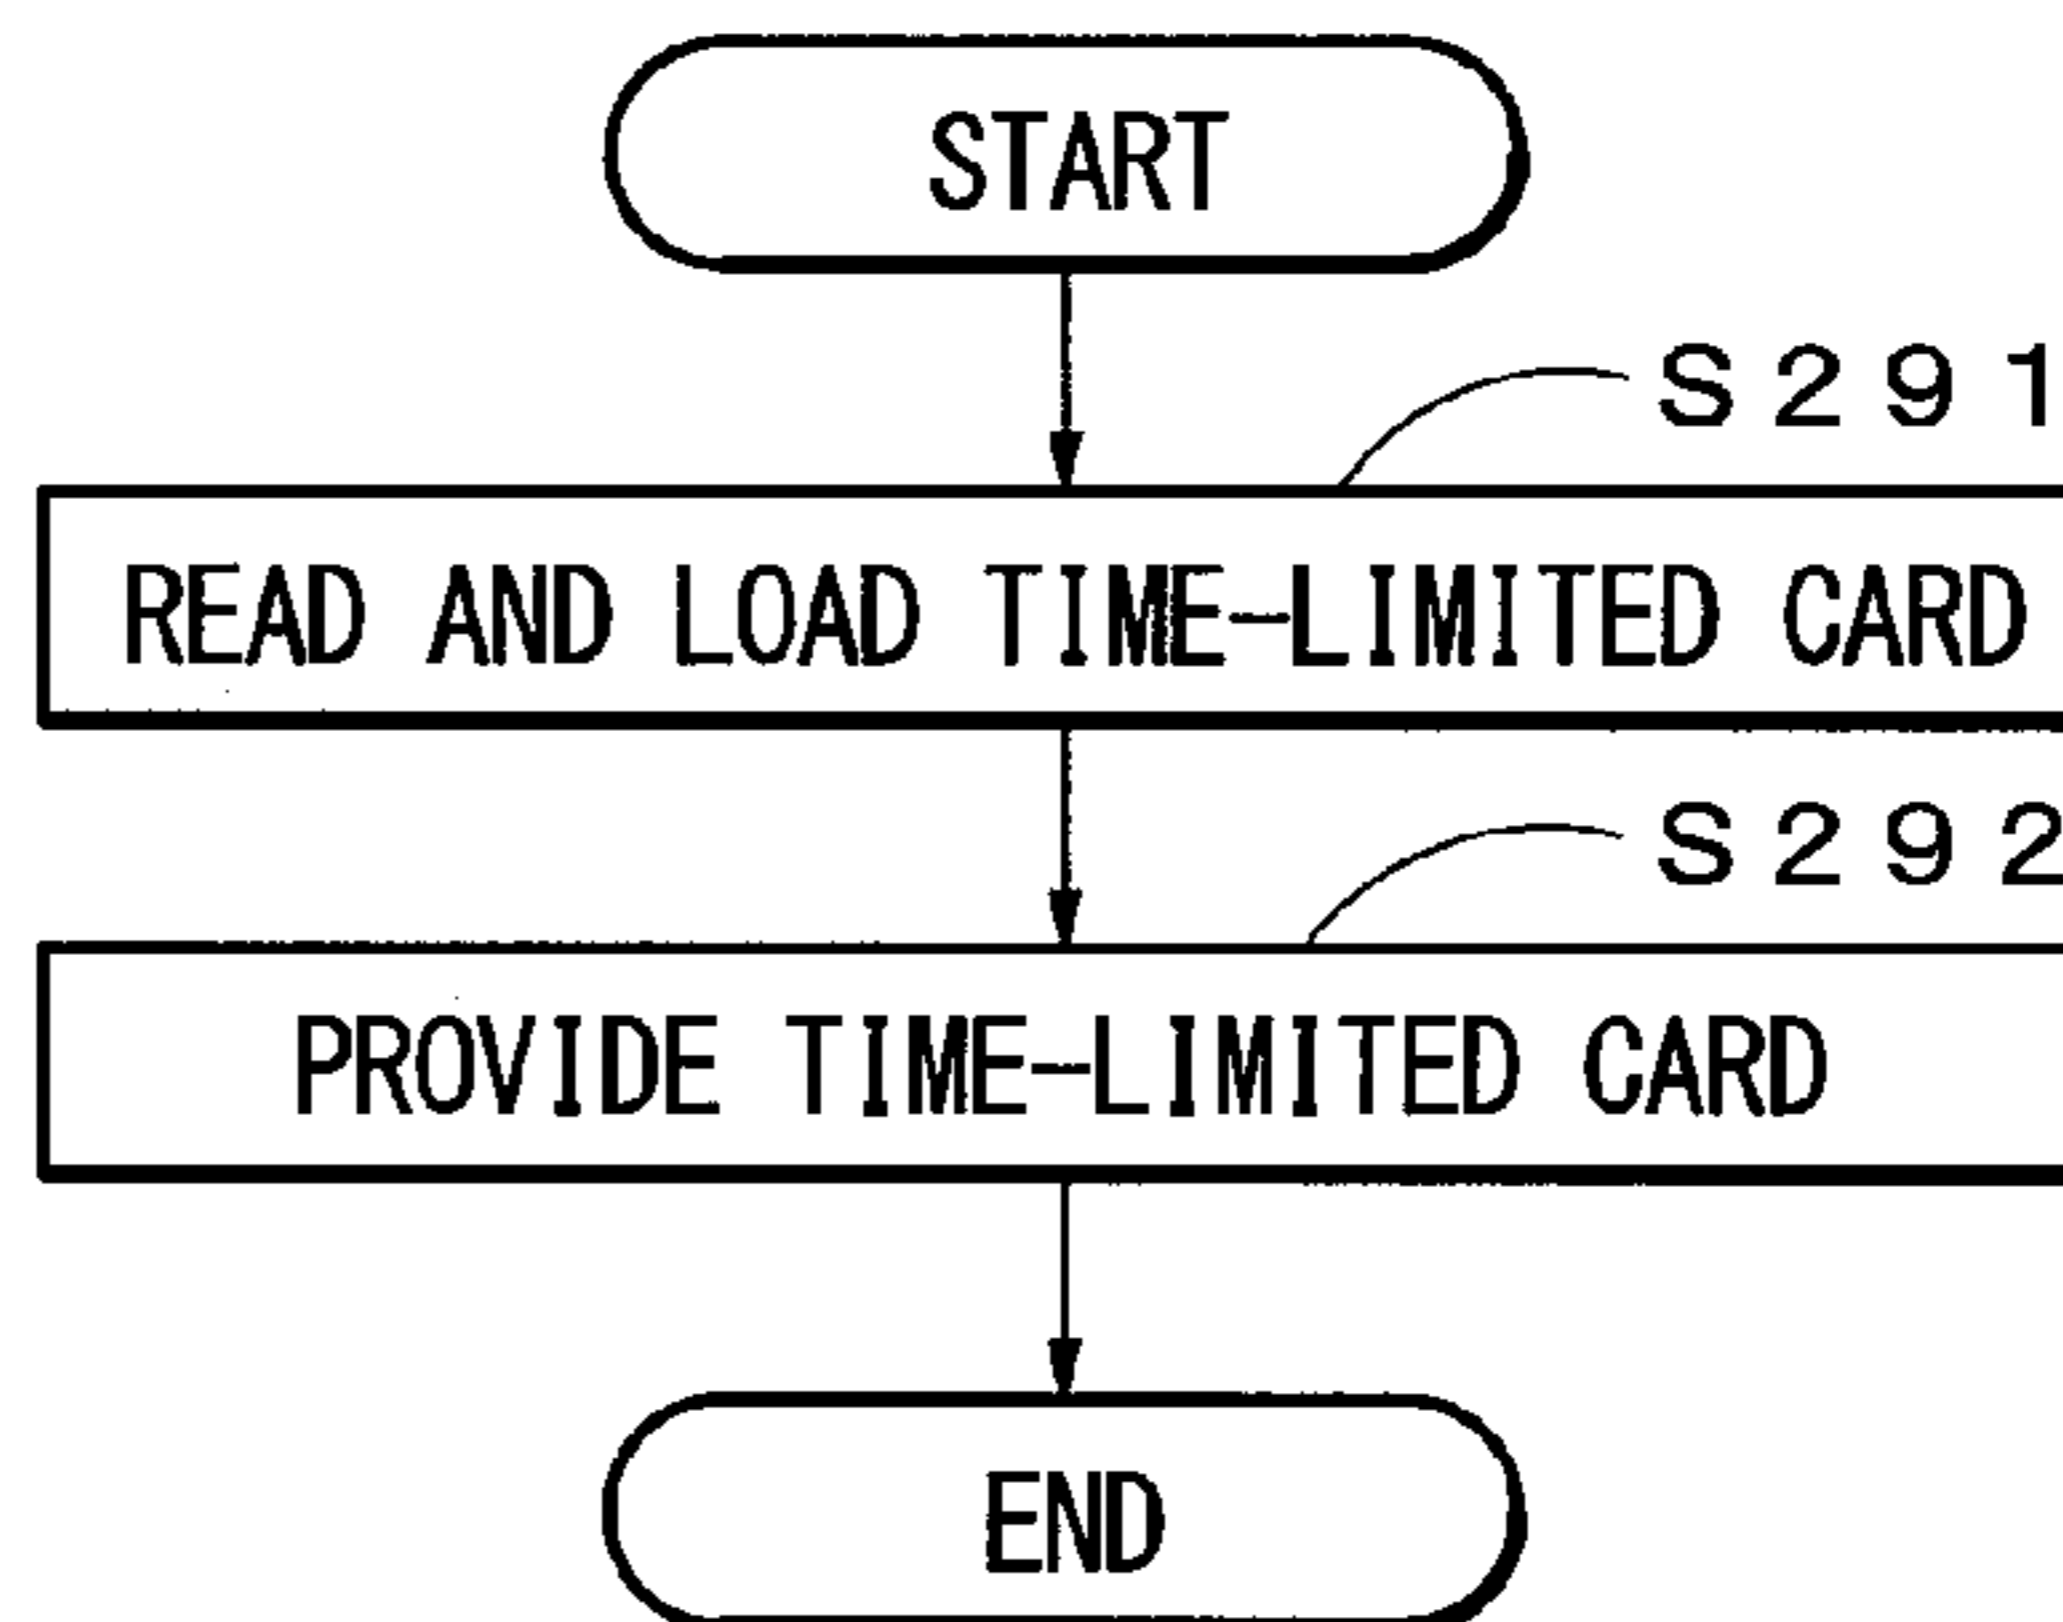 START
S291
READ AND LOAD TIME-LIMITED CARD
S292
PROVIDE TIME-LIMITED CARD
END